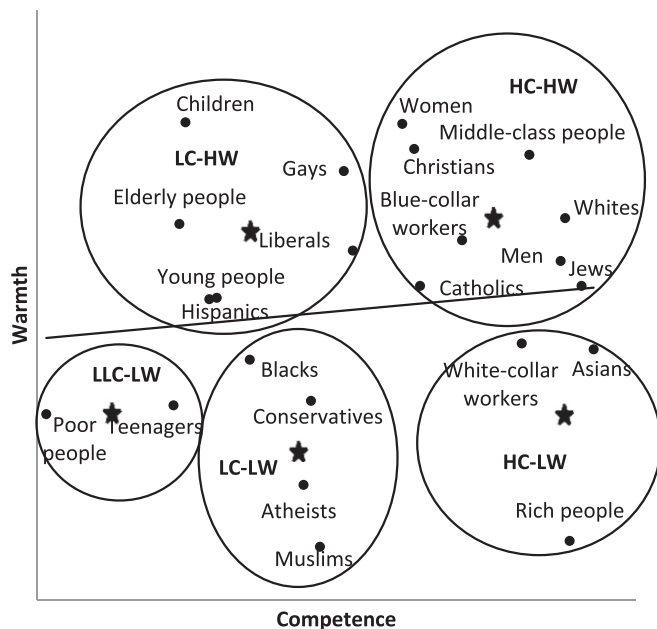 Children
HC-HW
Women
Middle-class people
LC-HW
Gays
Christians
Elderly people
Blue-collar
workers
Whites
Liberals
Men
Jews
Young people
Catholics
Hispanics
Warmth
LLC-LW
Blacks
White-collar
workers
Asians
Conservatives
Poor
people
Teenagers
LC-LW
HC-LW
Atheists
Rich people
Muslims
Competence